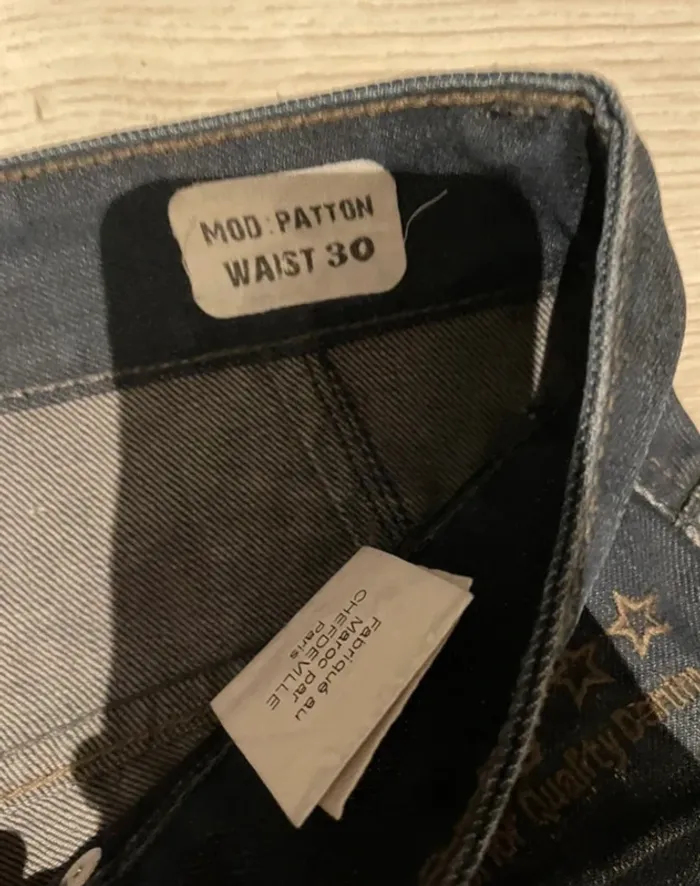 MOD : PATTON
WAIST 30
Fabriqué au
Maroc par
CHEFDEVILLE
Paris
Quality Denim